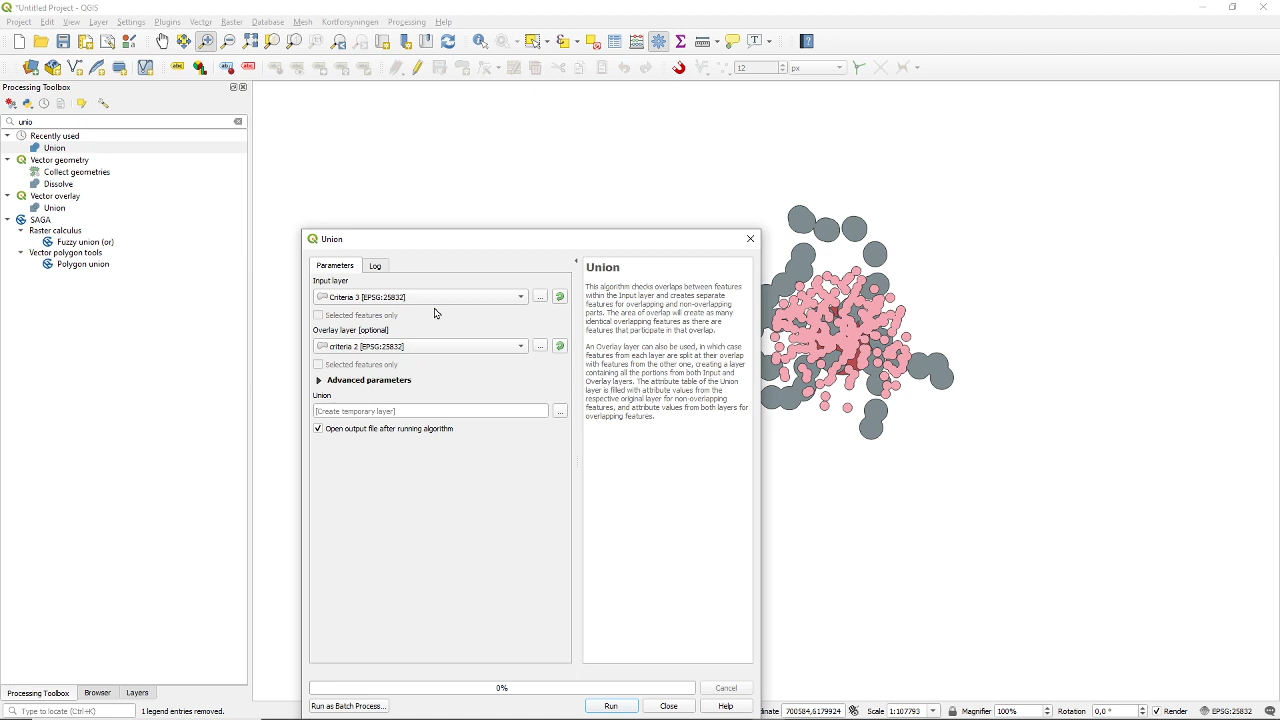 *Untitled Project - QGIS
Project Edit View Layer Settings Plugins Vector Raster Database Mesh Kortforsyningen Processing Help
12 px
Processing Toolbox
unio
Recently used
Union
Vector geometry
Collect geometries
Dissolve
Vector overlay
Union
SAGA
Raster calculus
Fuzzy union (or)
Vector polygon tools
Polygon union
Union
Parameters Log
Input layer
Criteria 3 [EPSG:25832]
...
Selected features only
Overlay layer [optional]
criteria 2 [EPSG:25832]
...
Selected features only
Advanced parameters
Union
[Create temporary layer]
...
Open output file after running algorithm
Union
This algorithm checks overlaps between features
within the Input layer and creates separate
features for overlapping and non-overlapping
parts. The area of overlap will create as many
identical overlapping features as there are
features that participate in that overlap.
An Overlay layer can also be used, in which case
features from each layer are split at their overlap
with features from the other one, creating a layer
containing all the portions from both Input and
Overlay layers. The attribute table of the Union
layer is filled with attribute values from the
respective original layer for non-overlapping
features, and attribute values from both layers for
overlapping features.
0%
Cancel
Run as Batch Process...
Run
Close
Help
Processing Toolbox Browser Layers
Type to locate (Ctrl+K)
1 legend entries removed.
inate 700584,6179924 Scale 1:107793 Magnifier 100% Rotation 0,0 ° Render EPSG:25832